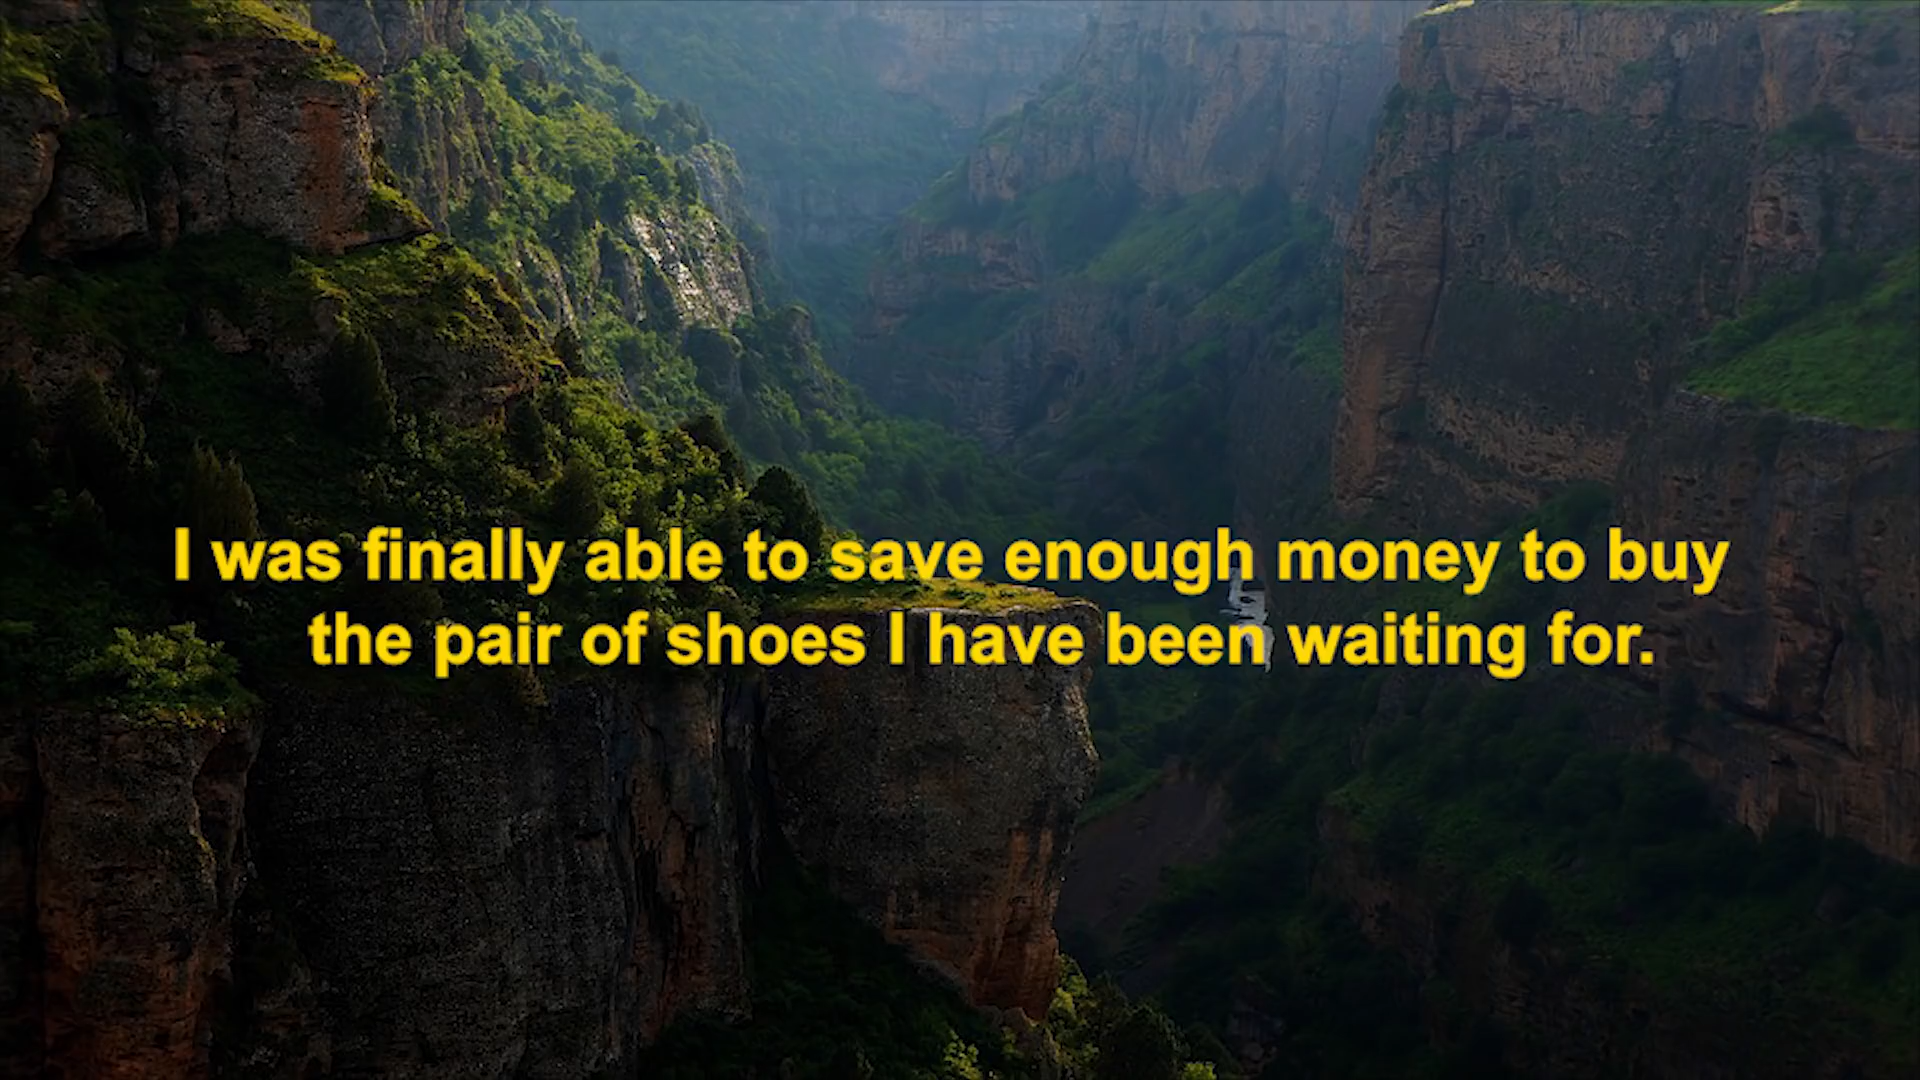 I was finally able to save enough money to buy
the pair of shoes I have been waiting for.